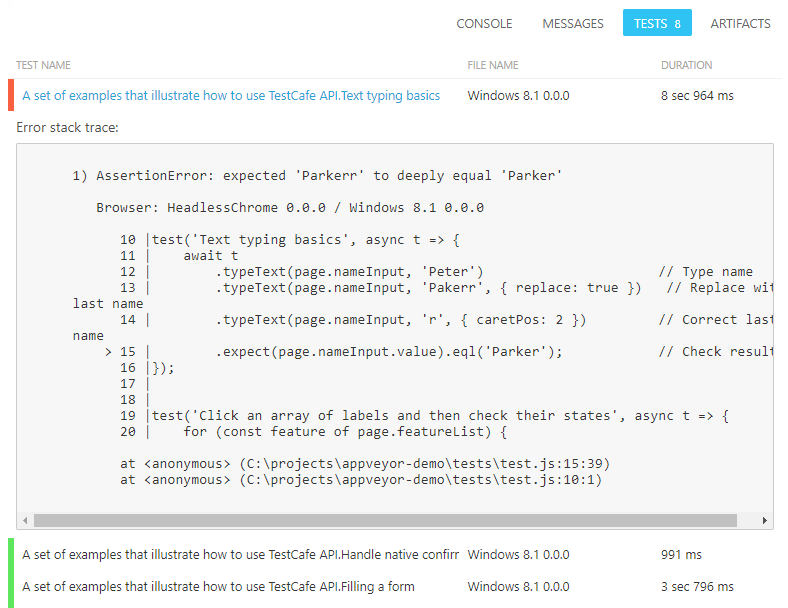 CONSOLE MESSAGES TESTS 8 ARTIFACTS
TEST NAME FILE NAME DURATION
A set of examples that illustrate how to use TestCafe API.Text typing basics Windows 8.1 0.0.0 8 sec 964 ms
Error stack trace:
1) AssertionError: expected 'Parkerr' to deeply equal 'Parker'
Browser: HeadlessChrome 0.0.0 / Windows 8.1 0.0.0
10 |test('Text typing basics', async t => {
11 |    await t
12 |        .typeText(page.nameInput, 'Peter')                      // Type name
13 |        .typeText(page.nameInput, 'Pakerr', { replace: true })   // Replace wit
last name
14 |        .typeText(page.nameInput, 'r', { caretPos: 2 })         // Correct last
name
> 15 |        .expect(page.nameInput.value).eql('Parker');            // Check result
16 |});
17 |
18 |
19 |test('Click an array of labels and then check their states', async t => {
20 |    for (const feature of page.featureList) {
at <anonymous> (C:\projects\appveyor-demo\tests\test.js:15:39)
at <anonymous> (C:\projects\appveyor-demo\tests\test.js:10:1)
A set of examples that illustrate how to use TestCafe API.Handle native confirr Windows 8.1 0.0.0 991 ms
A set of examples that illustrate how to use TestCafe API.Filling a form Windows 8.1 0.0.0 3 sec 796 ms